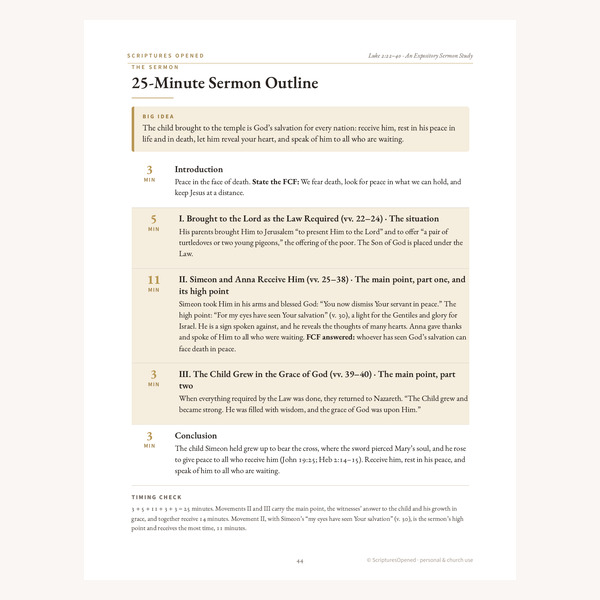 SCRIPTURES OPENED
Luke 2:22–40 · An Expository Sermon Study
THE SERMON
25-Minute Sermon Outline
BIG IDEA
The child brought to the temple is God's salvation for every nation: receive him, rest in his peace in
life and in death, let him reveal your heart, and speak of him to all who are waiting.
3
MIN
Introduction
Peace in the face of death. State the FCF: We fear death, look for peace in what we can hold, and
keep Jesus at a distance.
5
MIN
I. Brought to the Lord as the Law Required (vv. 22–24) · The situation
His parents brought Him to Jerusalem “to present Him to the Lord” and to offer “a pair of
turtledoves or two young pigeons,” the offering of the poor. The Son of God is placed under the
Law.
11
MIN
II. Simeon and Anna Receive Him (vv. 25–38) · The main point, part one, and
its high point
Simeon took Him in his arms and blessed God: “You now dismiss Your servant in peace.” The
high point: “For my eyes have seen Your salvation” (v. 30), a light for the Gentiles and glory for
Israel. He is a sign spoken against, and he reveals the thoughts of many hearts. Anna gave thanks
and spoke of Him to all who were waiting. FCF answered: whoever has seen God's salvation can
face death in peace.
3
MIN
III. The Child Grew in the Grace of God (vv. 39–40) · The main point, part
two
When everything required by the Law was done, they returned to Nazareth. “The Child grew and
became strong. He was filled with wisdom, and the grace of God was upon Him.”
3
MIN
Conclusion
The child Simeon held grew up to bear the cross, where the sword pierced Mary's soul, and he rose
to give peace to all who receive him (John 19:25; Heb 2:14–15). Receive him, rest in his peace, and
speak of him to all who are waiting.
TIMING CHECK
3 + 5 + 11 + 3 + 3 = 25 minutes. Movements II and III carry the main point, the witnesses' answer to the child and his growth in
grace, and together receive 14 minutes. Movement II, with Simeon's “my eyes have seen Your salvation” (v. 30), is the sermon's high
point and receives the most time, 11 minutes.
44
© ScripturesOpened · personal & church use